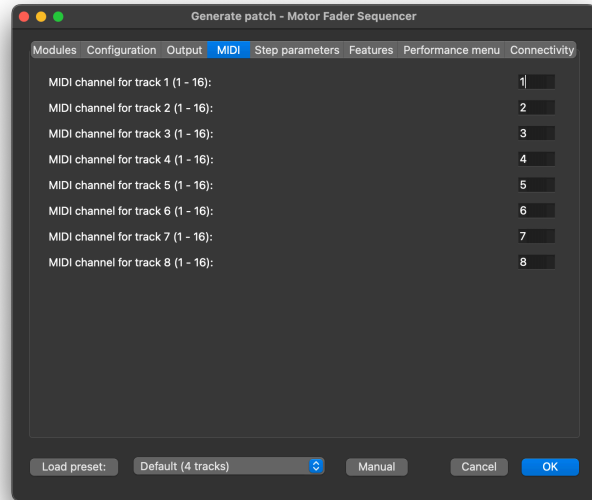 Generate patch - Motor Fader Sequencer
Modules Configuration Output MIDI Step parameters Features Performance menu Connectivity
MIDI channel for track 1 (1 - 16): 1
MIDI channel for track 2 (1 - 16): 2
MIDI channel for track 3 (1 - 16): 3
MIDI channel for track 4 (1 - 16): 4
MIDI channel for track 5 (1 - 16): 5
MIDI channel for track 6 (1 - 16): 6
MIDI channel for track 7 (1 - 16): 7
MIDI channel for track 8 (1 - 16): 8
Load preset: Default (4 tracks) Manual Cancel OK